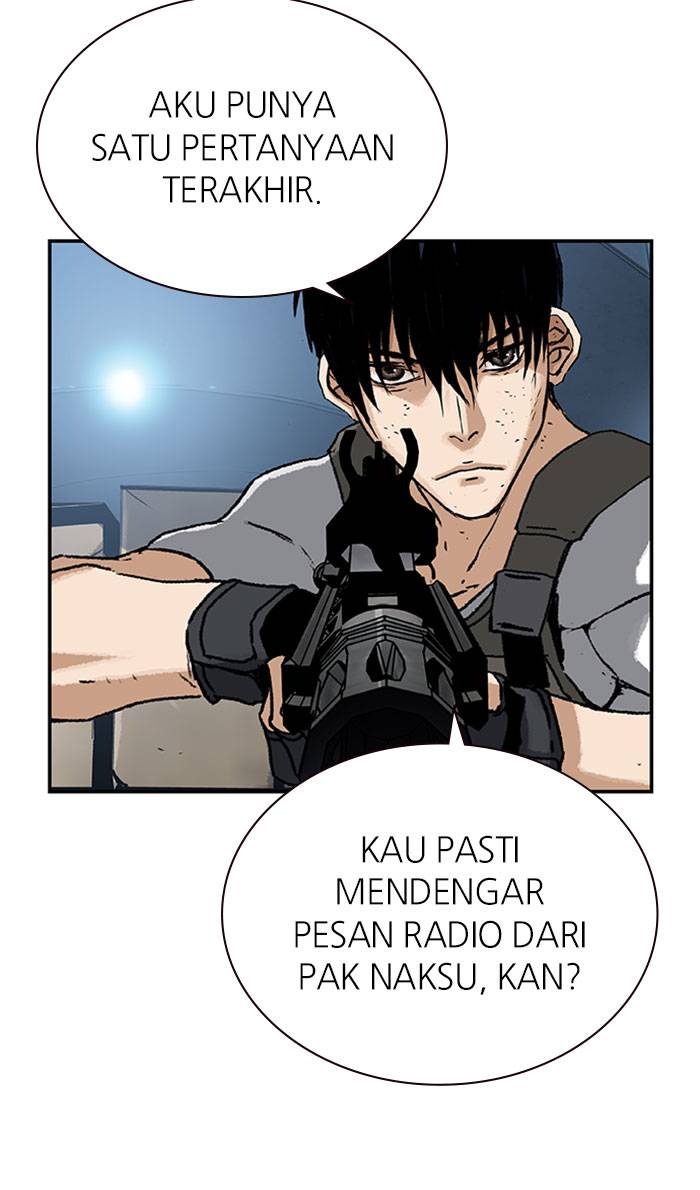 AKU PUNYA
SATU PERTANYAAN
TERAKHIR.
KAU PASTI
MENDENGAR
PESAN RADIO DARI
PAK NAKSU, KAN?